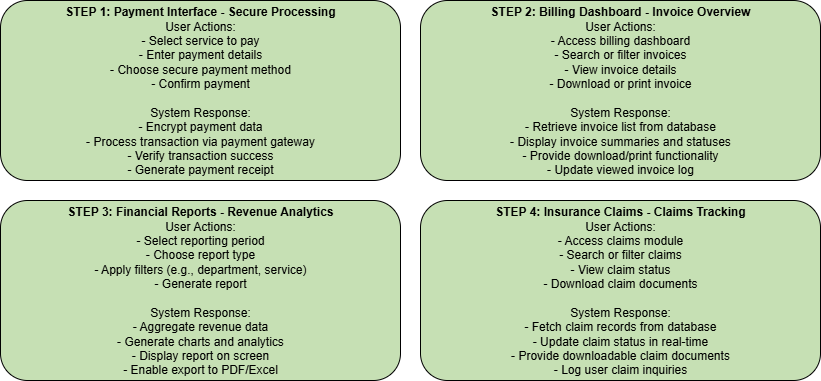 STEP 1: Payment Interface - Secure Processing
User Actions:
- Select service to pay
- Enter payment details
- Choose secure payment method
- Confirm payment
System Response:
- Encrypt payment data
- Process transaction via payment gateway
- Verify transaction success
- Generate payment receipt
STEP 2: Billing Dashboard - Invoice Overview
User Actions:
- Access billing dashboard
- Search or filter invoices
- View invoice details
- Download or print invoice
System Response:
- Retrieve invoice list from database
- Display invoice summaries and statuses
- Provide download/print functionality
- Update viewed invoice log
STEP 3: Financial Reports - Revenue Analytics
User Actions:
- Select reporting period
- Choose report type
- Apply filters (e.g., department, service)
- Generate report
System Response:
- Aggregate revenue data
- Generate charts and analytics
- Display report on screen
- Enable export to PDF/Excel
STEP 4: Insurance Claims - Claims Tracking
User Actions:
- Access claims module
- Search or filter claims
- View claim status
- Download claim documents
System Response:
- Fetch claim records from database
- Update claim status in real-time
- Provide downloadable claim documents
- Log user claim inquiries